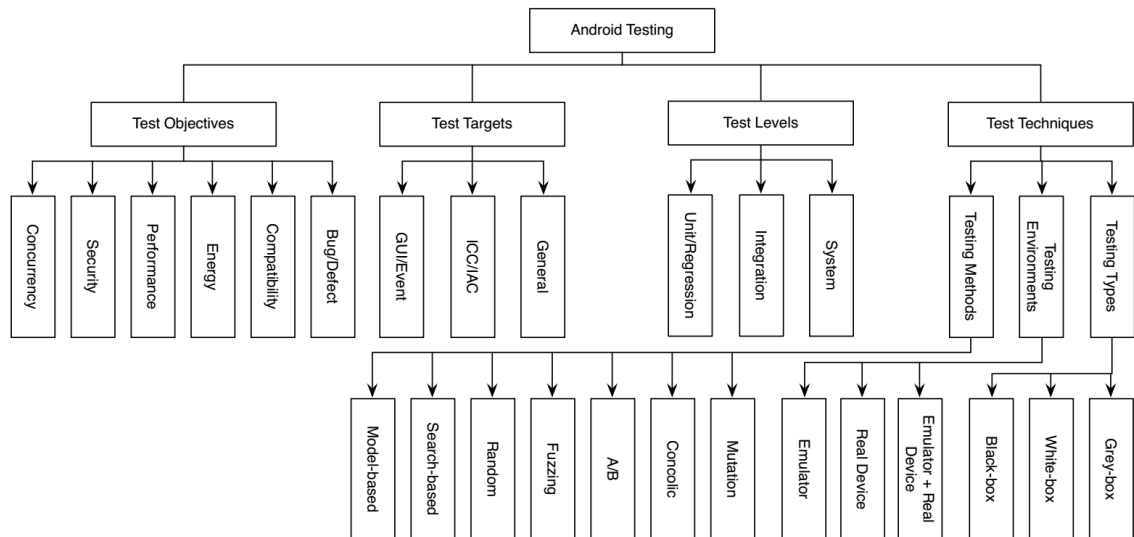 Android Testing
Test Objectives
Test Targets
Test Levels
Test Techniques
Concurrency
Security
Performance
Energy
Compatibility
Bug/Defect
GUI/Event
ICC/IAC
General
Unit/Regression
Integration
System
Testing Methods
Testing
Environments
Testing Types
Model-based
Search-based
Random
Fuzzing
A/B
Concolic
Mutation
Emulator
Real Device
Emulator + Real
Device
Black-box
White-box
Grey-box